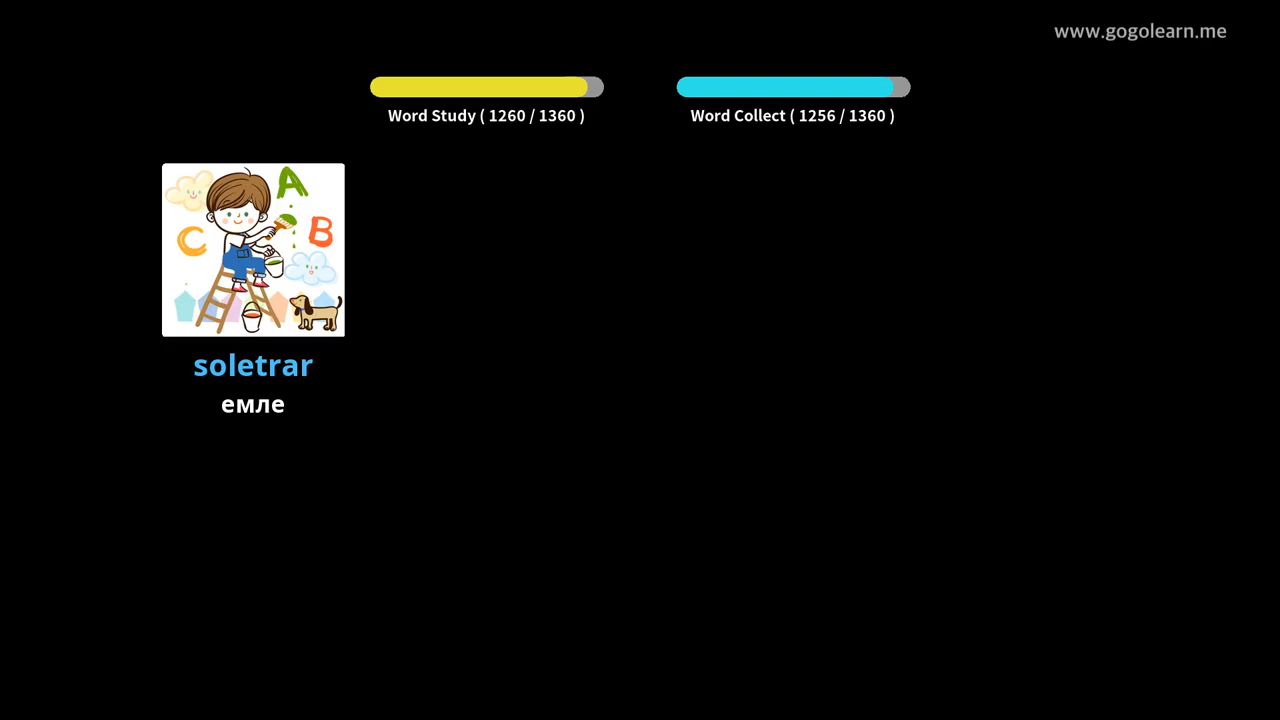 www.gogolearn.me
Word Study ( 1260 / 1360 )
Word Collect ( 1256 / 1360 )
A
B
C
soletrar
емле